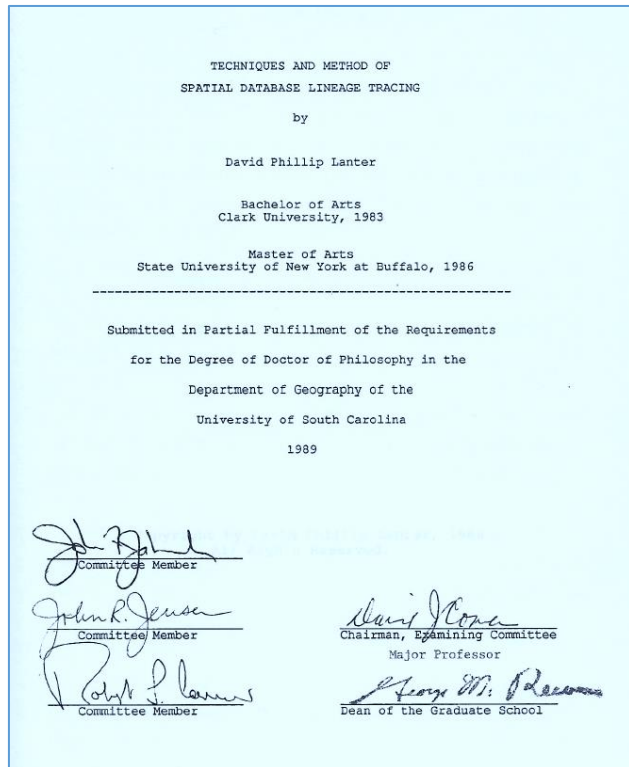 TECHNIQUES AND METHOD OF
SPATIAL DATABASE LINEAGE TRACING
by
David Phillip Lanter
Bachelor of Arts
Clark University, 1983
Master of Arts
State University of New York at Buffalo, 1986
Submitted in Partial Fulfillment of the Requirements
for the Degree of Doctor of Philosophy in the
Department of Geography of the
University of South Carolina
1989
Committee Member
John R. Jensen
Committee Member
Chairman, Examining Committee
Major Professor
Committee Member
George M.
Dean of the Graduate School